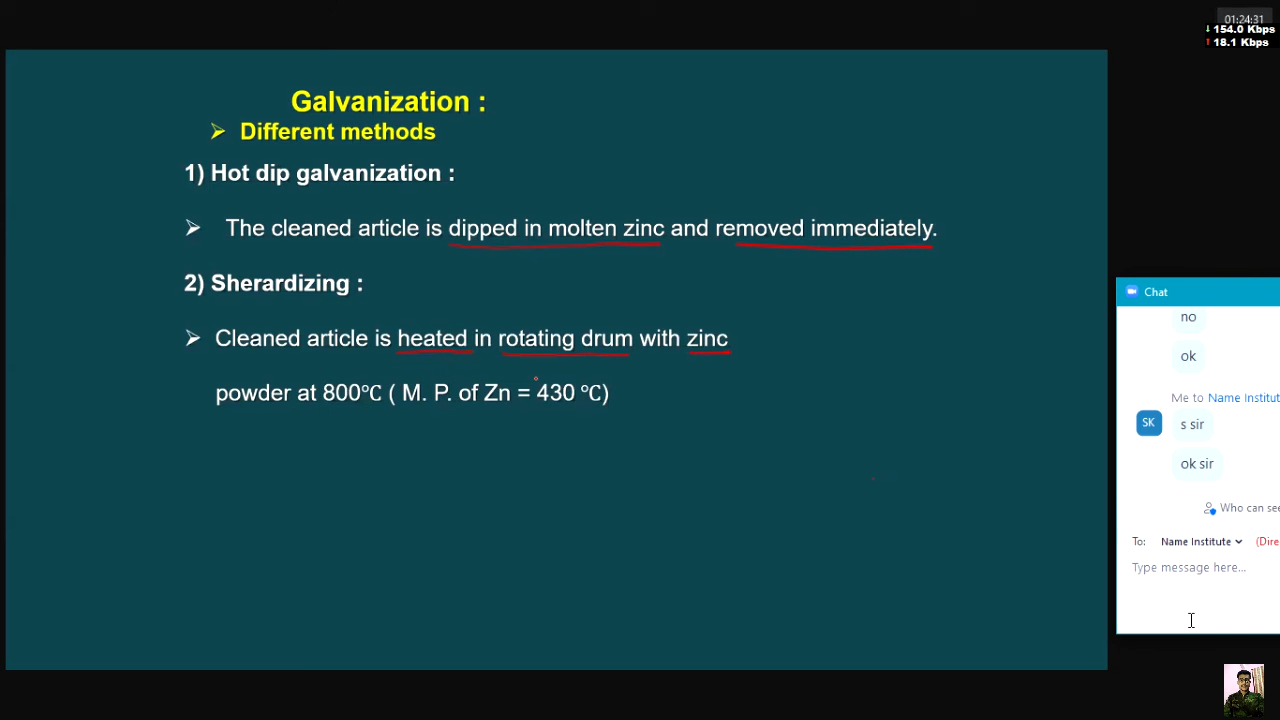 01:24:31
↓ 154.0 Kbps
↑ 18.1 Kbps
Galvanization :
➢ Different methods
1) Hot dip galvanization :
➢ The cleaned article is dipped in molten zinc and removed immediately.
2) Sherardizing :
➢ Cleaned article is heated in rotating drum with zinc
powder at 800℃ ( M. P. of Zn = 430 ℃)
Chat
no
ok
Me to Name Institut
SK
s sir
ok sir
Who can see
To: Name Institute (Dire
Type message here...